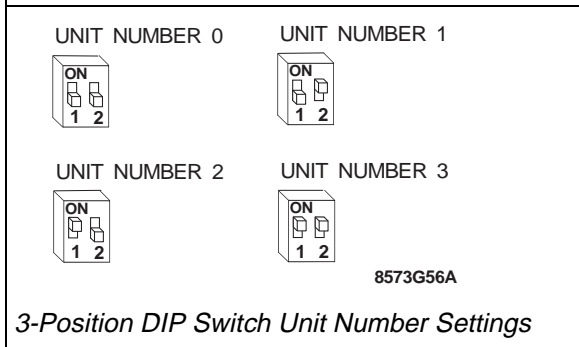 UNIT NUMBER 0 UNIT NUMBER 1
ON ON
1 2 1 2
UNIT NUMBER 2 UNIT NUMBER 3
ON ON
1 2 1 2
8573G56A
3-Position DIP Switch Unit Number Settings